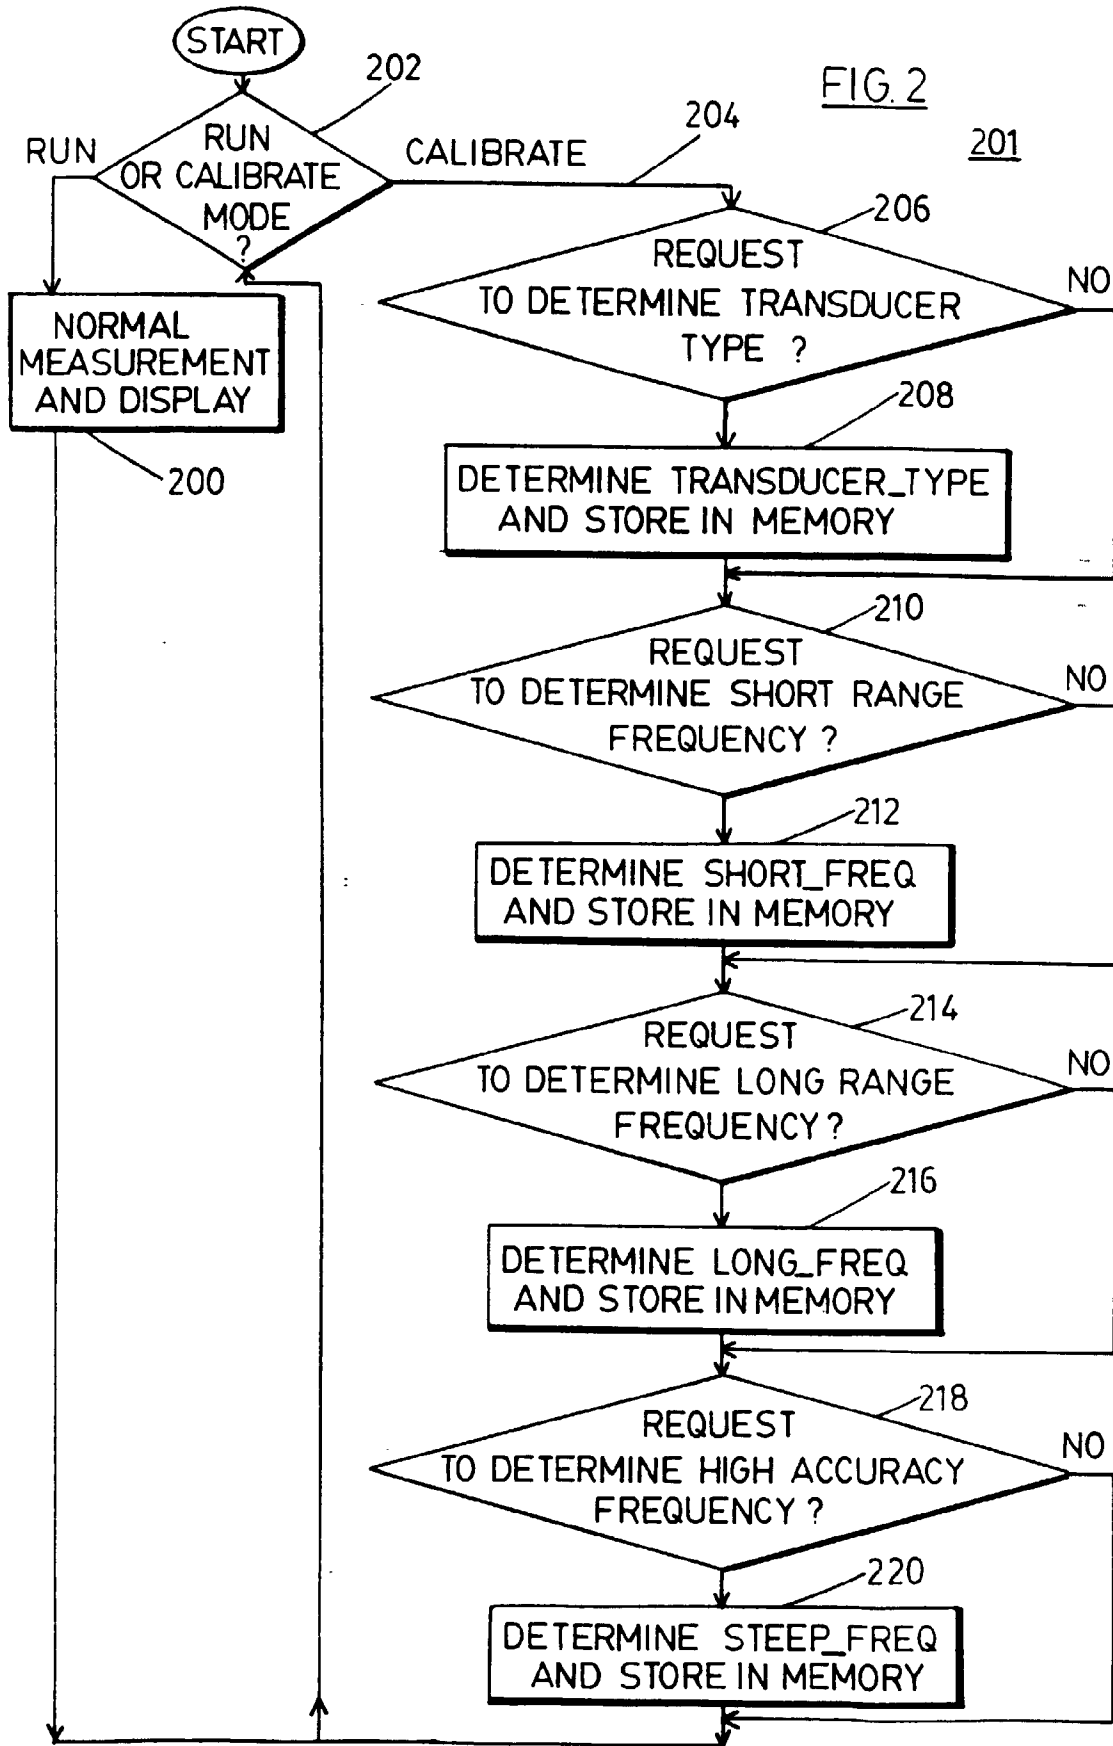 START
202
FIG. 2
204
201
RUN
RUN
OR CALIBRATE
MODE
?
CALIBRATE
206
REQUEST
TO DETERMINE TRANSDUCER
TYPE ?
NO
NORMAL
MEASUREMENT
AND DISPLAY
200
208
DETERMINE TRANSDUCER_TYPE
AND STORE IN MEMORY
210
REQUEST
TO DETERMINE SHORT RANGE
FREQUENCY ?
NO
212
DETERMINE SHORT_FREQ
AND STORE IN MEMORY
214
REQUEST
TO DETERMINE LONG RANGE
FREQUENCY ?
NO
216
DETERMINE LONG_FREQ
AND STORE IN MEMORY
218
REQUEST
TO DETERMINE HIGH ACCURACY
FREQUENCY ?
NO
220
DETERMINE STEEP_FREQ
AND STORE IN MEMORY